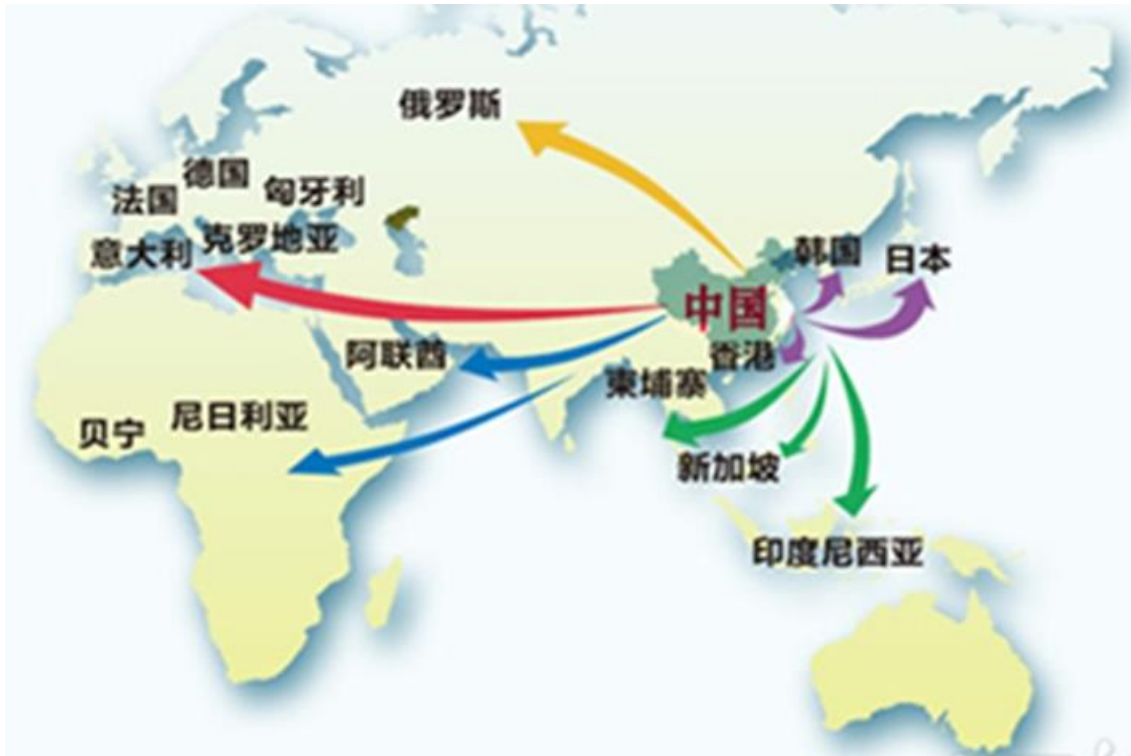 俄罗斯
德国
法国
匈牙利
意大利
克罗地亚
韩国
日本
中国
阿联酋
香港
柬埔寨
贝宁
尼日利亚
新加坡
印度尼西亚